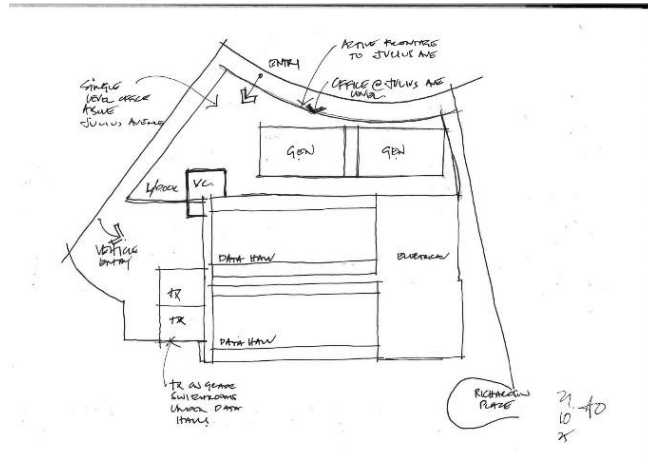 ACTIVE FRONTAGE
TO JULIUS AVE
ENTRY
OFFICE @ JULIUS AVE
LEVEL
SINGLE
LEVEL OFFICE
ABOVE
JULIUS AVENUE
GEN
GEN
L/DOCK
VC
VEHICLE
ENTRY
DATA HALL
ELECTRICAL
TX
TX
DATA HALL
TX ON GRADE
SWITCHROOMS
UNDER DATA
HALLS
RICHARDSON
PLACE
10